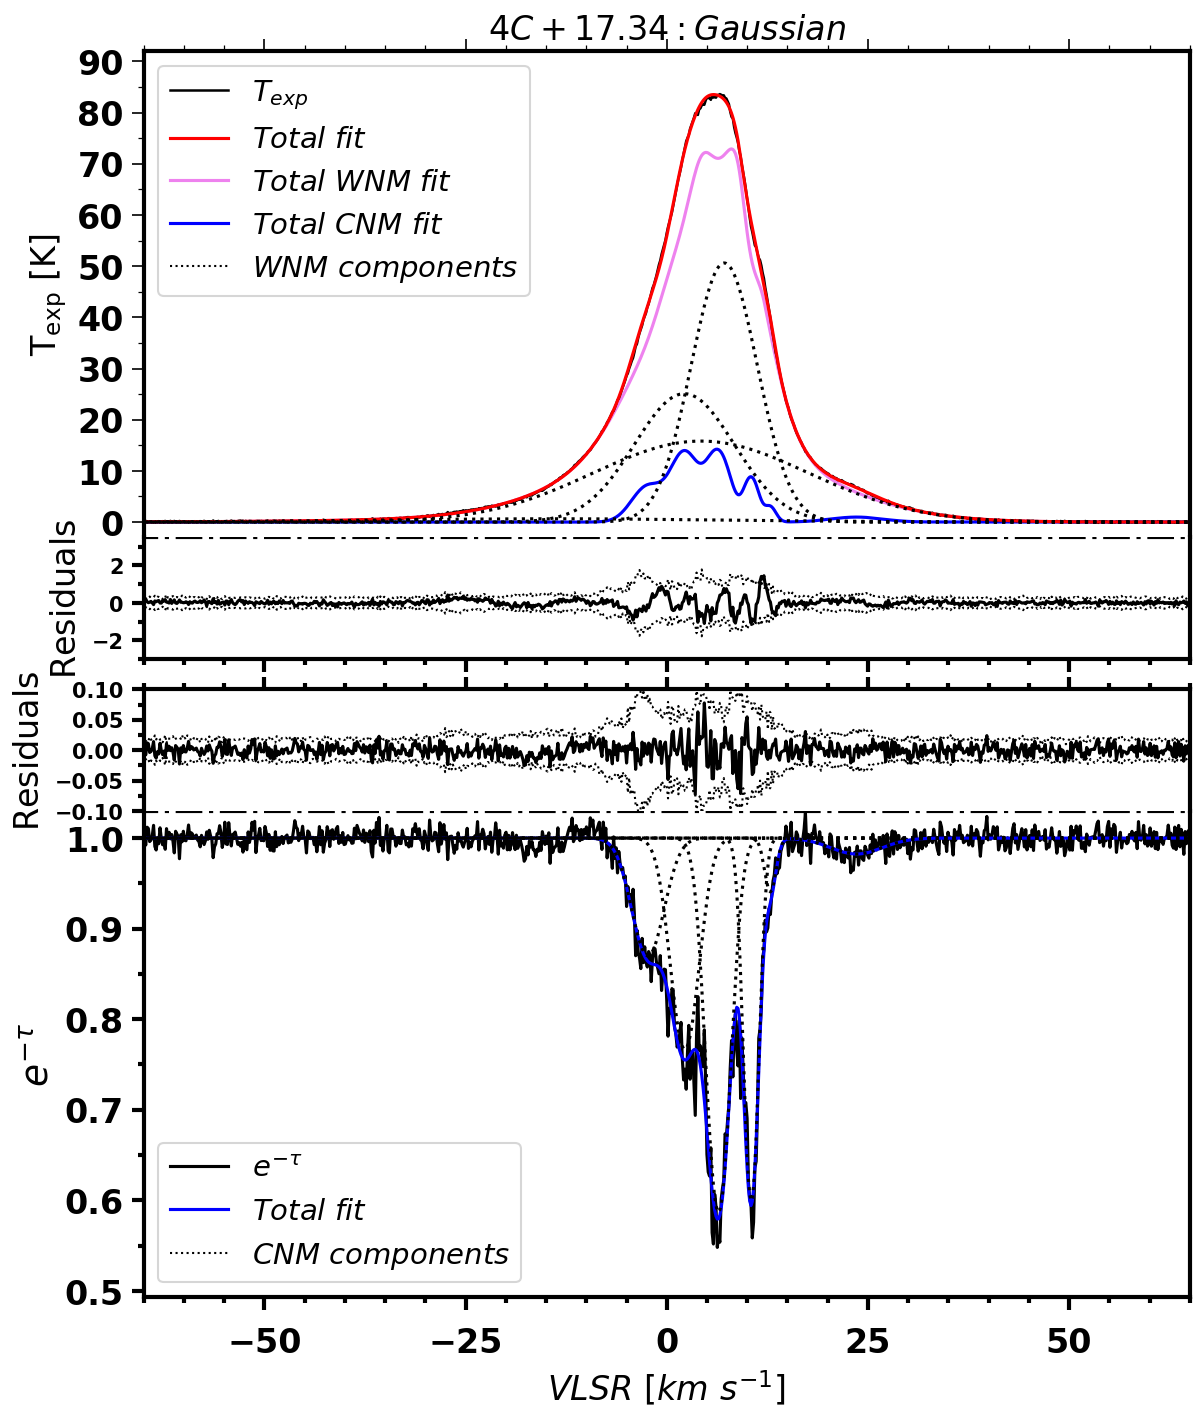 4C + 17.34 : Gaussian
90
80
70
60
50
40
30
20
10
0
T_exp [K]
T_exp
Total fit
Total WNM fit
Total CNM fit
WNM components
2
0
−2
Residuals
0.10
0.05
0.00
−0.05
−0.10
Residuals
1.0
0.9
0.8
0.7
0.6
0.5
e^−τ
e^−τ
Total fit
CNM components
−50 −25 0 25 50
VLSR [km s^−1]